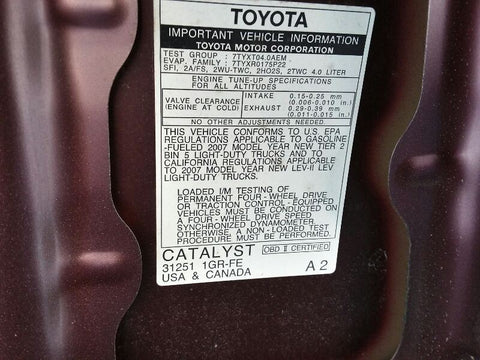 TOYOTA
IMPORTANT VEHICLE INFORMATION
TOYOTA MOTOR CORPORATION
TEST GROUP : 7TYXT04.0AEM
EVAP. FAMILY : 7TYXR0175P22
SFI, 2A/FS, 2WU-TWC, 2HO2S, 2TWC 4.0 LITER
ENGINE TUNE-UP SPECIFICATIONS
FOR ALL ALTITUDES
VALVE CLEARANCE
(ENGINE AT COLD)
INTAKE 0.15-0.25 mm
(0.006-0.010 in.)
EXHAUST 0.29-0.39 mm
(0.011-0.015 in.)
NO OTHER ADJUSTMENTS NEEDED.
THIS VEHICLE CONFORMS TO U.S. EPA
REGULATIONS APPLICABLE TO GASOLINE
-FUELED 2007 MODEL YEAR NEW TIER 2
BIN 5 LIGHT-DUTY TRUCKS AND TO
CALIFORNIA REGULATIONS APPLICABLE
TO 2007 MODEL YEAR NEW LEV-II LEV
LIGHT-DUTY TRUCKS.
LOADED I/M TESTING OF
PERMANENT FOUR-WHEEL DRIVE
OR TRACTION CONTROL-EQUIPPED
VEHICLES MUST BE CONDUCTED ON
A FOUR-WHEEL DRIVE SPEED
SYNCHRONIZED DYNAMOMETER.
OTHERWISE, A NON-LOADED TEST
PROCEDURE MUST BE PERFORMED.
CATALYST OBD II CERTIFIED
31251 1GR-FE
USA & CANADA A 2